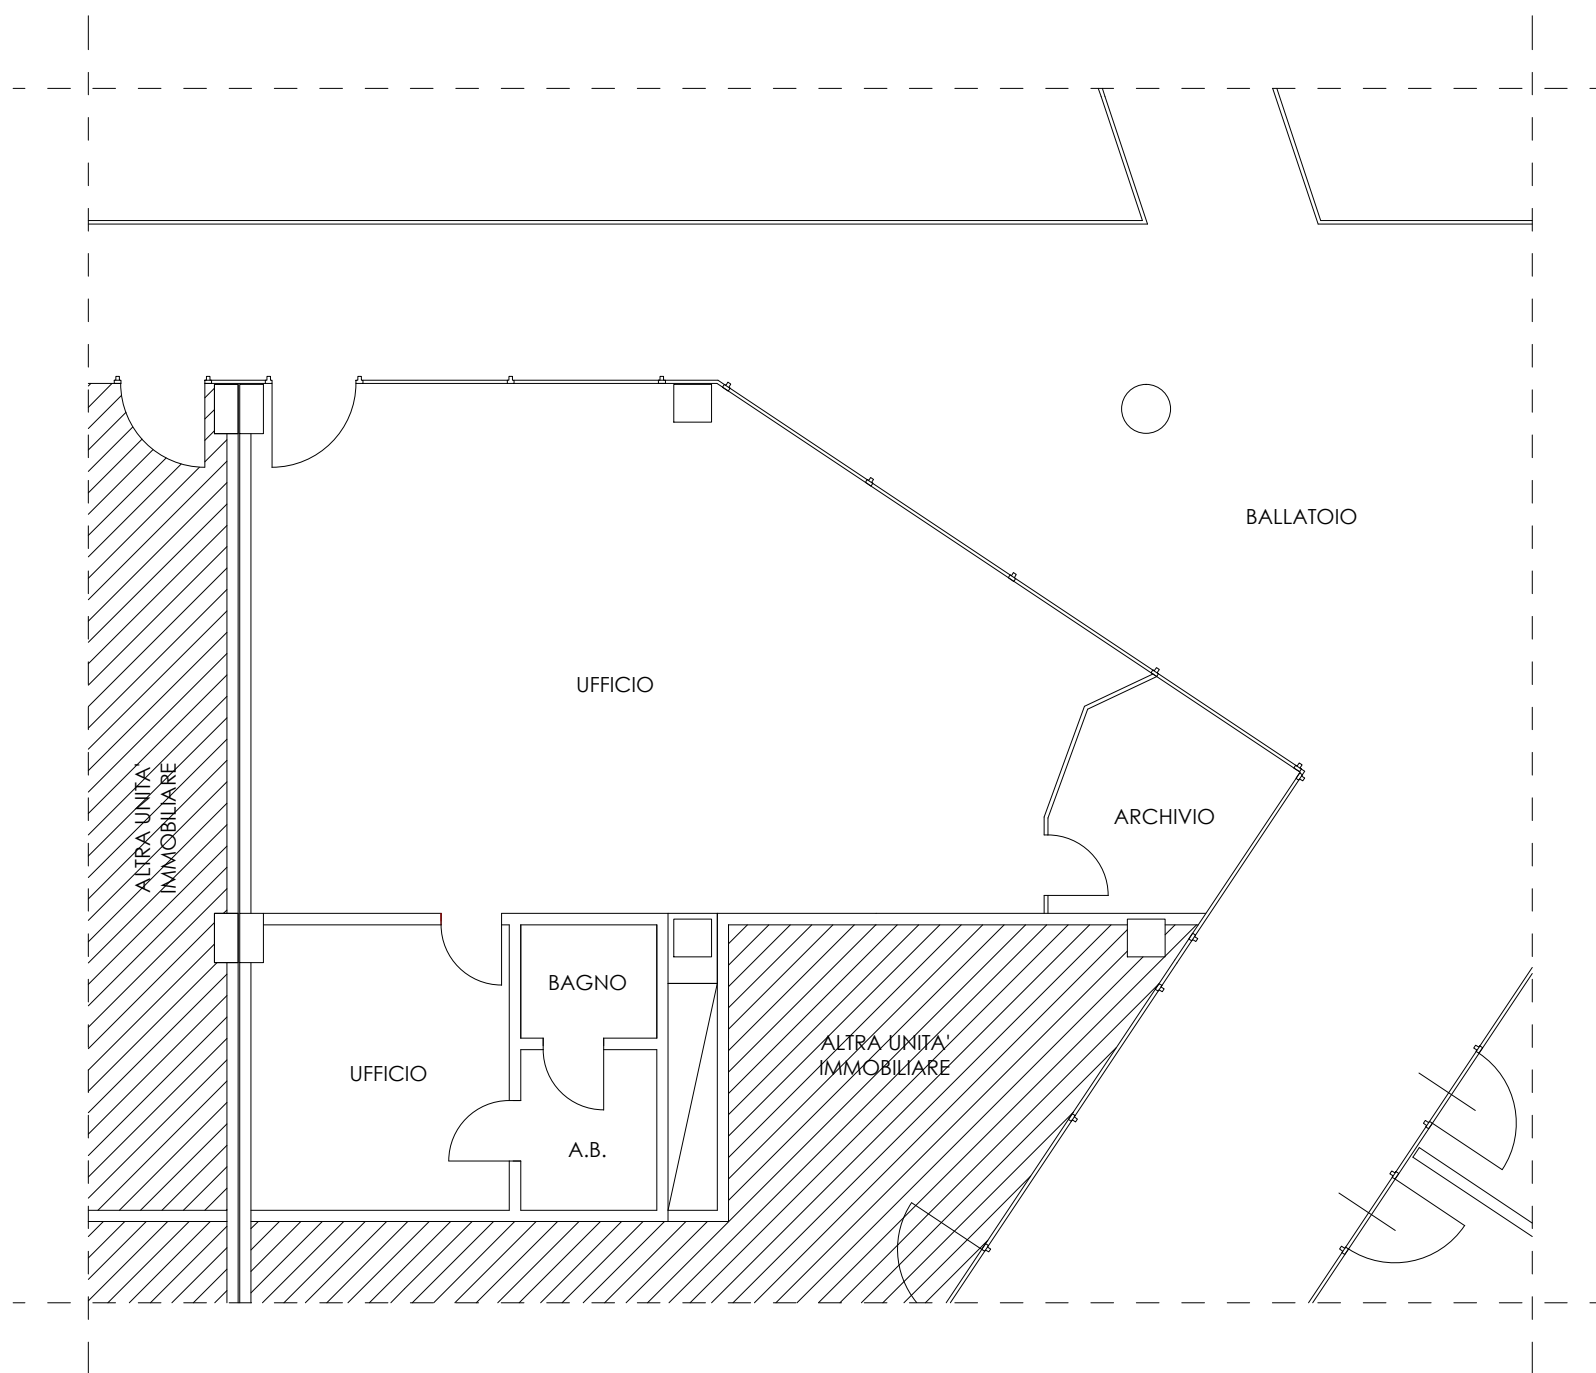 BALLATOIO
UFFICIO
ALTRA UNITA'
IMMOBILIARE
ARCHIVIO
BAGNO
ALTRA UNITA'
IMMOBILIARE
UFFICIO
A.B.